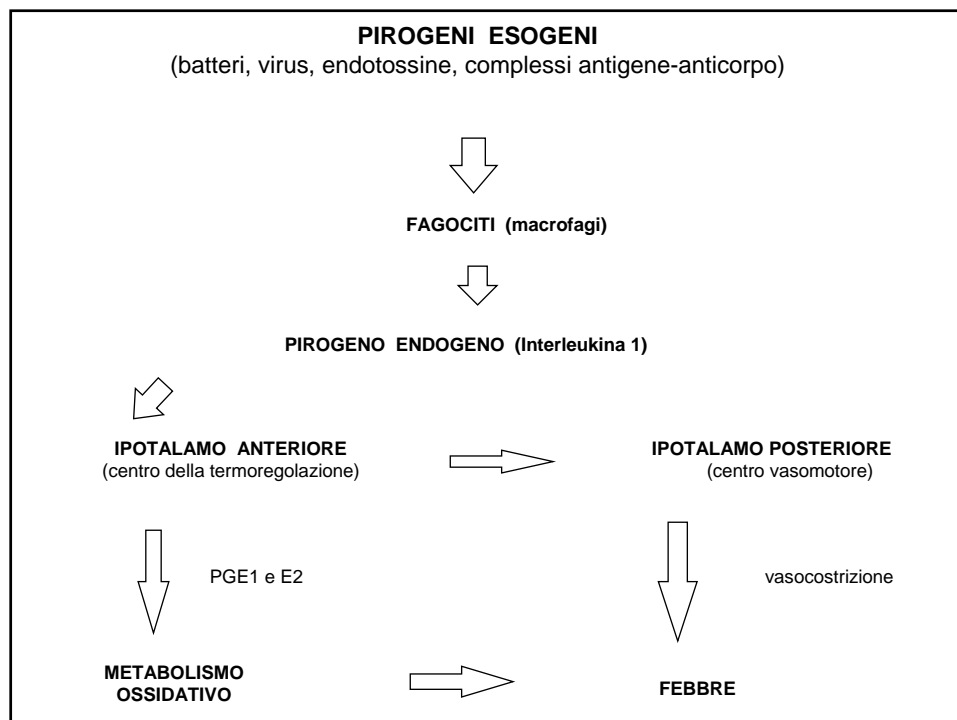 PIROGENI ESOGENI
(batteri, virus, endotossine, complessi antigene-anticorpo)
FAGOCITI (macrofagi)
PIROGENO ENDOGENO (Interleukina 1)
IPOTALAMO ANTERIORE
(centro della termoregolazione)
IPOTALAMO POSTERIORE
(centro vasomotore)
PGE1 e E2
vasocostrizione
METABOLISMO
OSSIDATIVO
FEBBRE